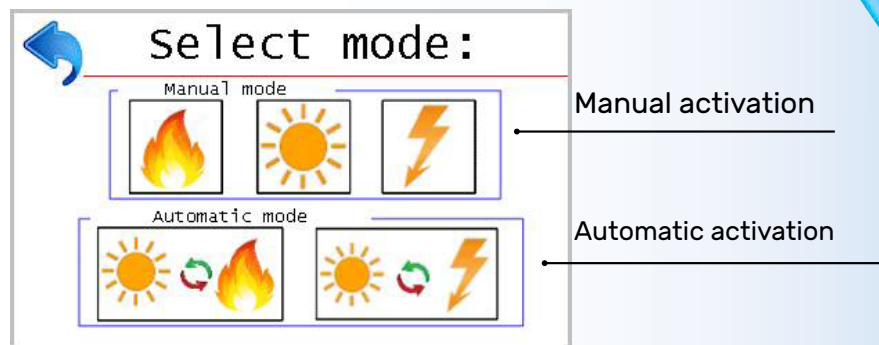 Select mode:
Manual mode
Manual activation
Automatic mode
Automatic activation